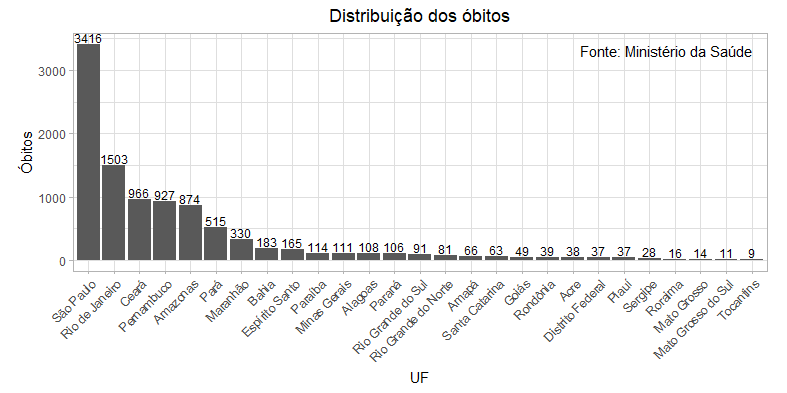 Distribuição dos óbitos
Fonte: Ministério da Saúde
Óbitos
3000
2000
1000
0
3416
1503
966
927
874
515
330
183
165
114
111
108
106
91
81
66
63
49
39
38
37
37
28
16
14
11
9
São Paulo
Rio de Janeiro
Ceará
Pernambuco
Amazonas
Pará
Maranhão
Bahia
Espírito Santo
Paraíba
Minas Gerais
Alagoas
Paraná
Rio Grande do Sul
Rio Grande do Norte
Amapá
Santa Catarina
Goiás
Rondônia
Acre
Distrito Federal
Piauí
Sergipe
Roraima
Mato Grosso
Mato Grosso do Sul
Tocantins
UF